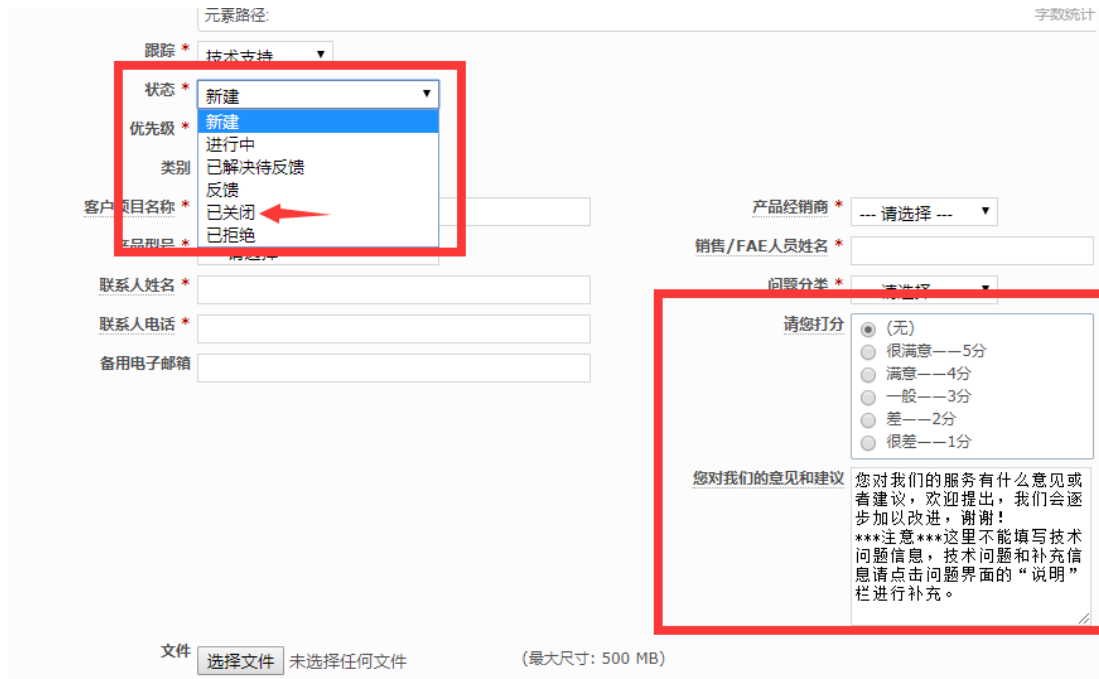 元素路径:
字数统计
跟踪 *
技术支持
状态 *
新建
新建
优先级 *
进行中
类别
已解决待反馈
反馈
已关闭
已拒绝
客户项目名称 *
产品经销商 *
--- 请选择 ---
产品型号 *
请选择
销售/FAE人员姓名 *
联系人姓名 *
问题分类 *
请选择
联系人电话 *
备用电子邮箱
请您打分
(无)
很满意——5分
满意——4分
一般——3分
差——2分
很差——1分
您对我们的意见和建议
您对我们的服务有什么意见或
者建议，欢迎提出，我们会逐
步加以改进，谢谢！
***注意***这里不能填写技术
问题信息，技术问题和补充信
息请点击问题界面的“说明”
栏进行补充。
文件
选择文件 未选择任何文件
(最大尺寸: 500 MB)